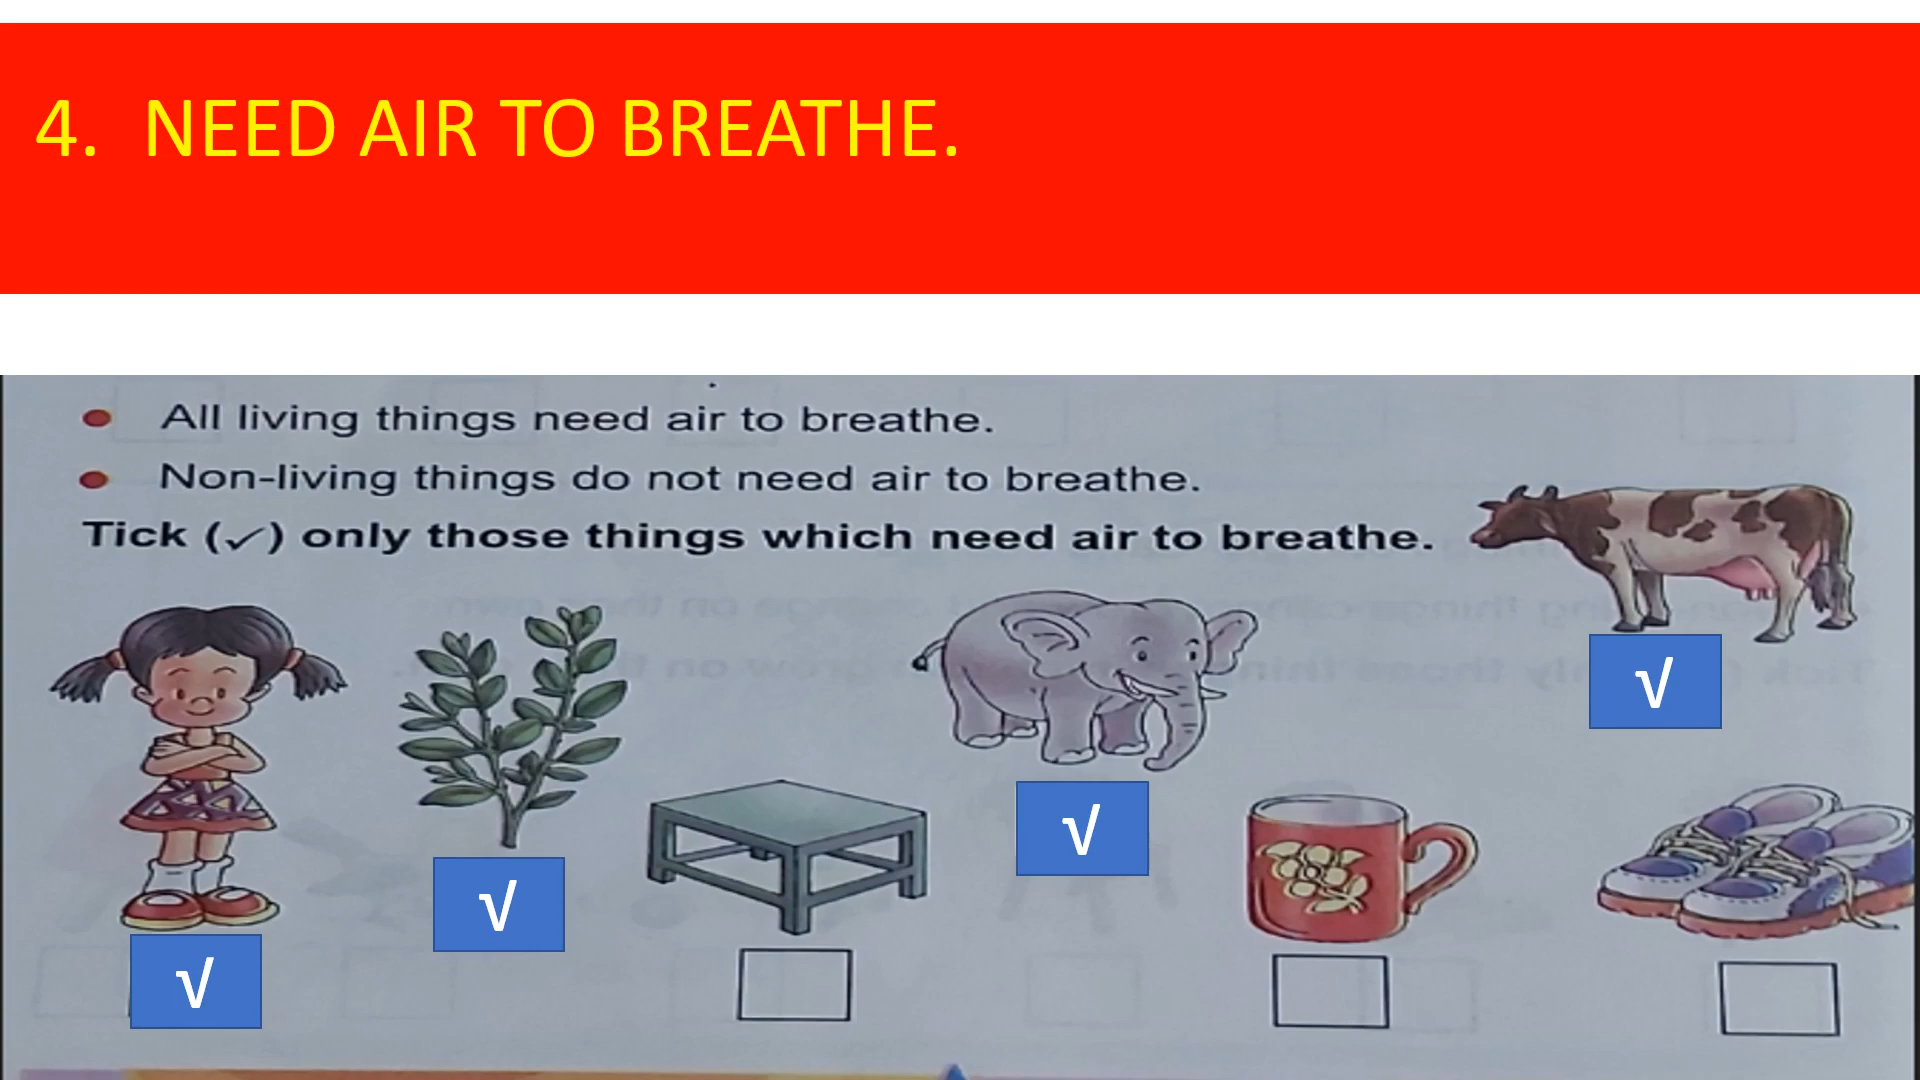 4. NEED AIR TO BREATHE.
All living things need air to breathe.
Non-living things do not need air to breathe.
Tick (✓) only those things which need air to breathe.
√
√
√
√